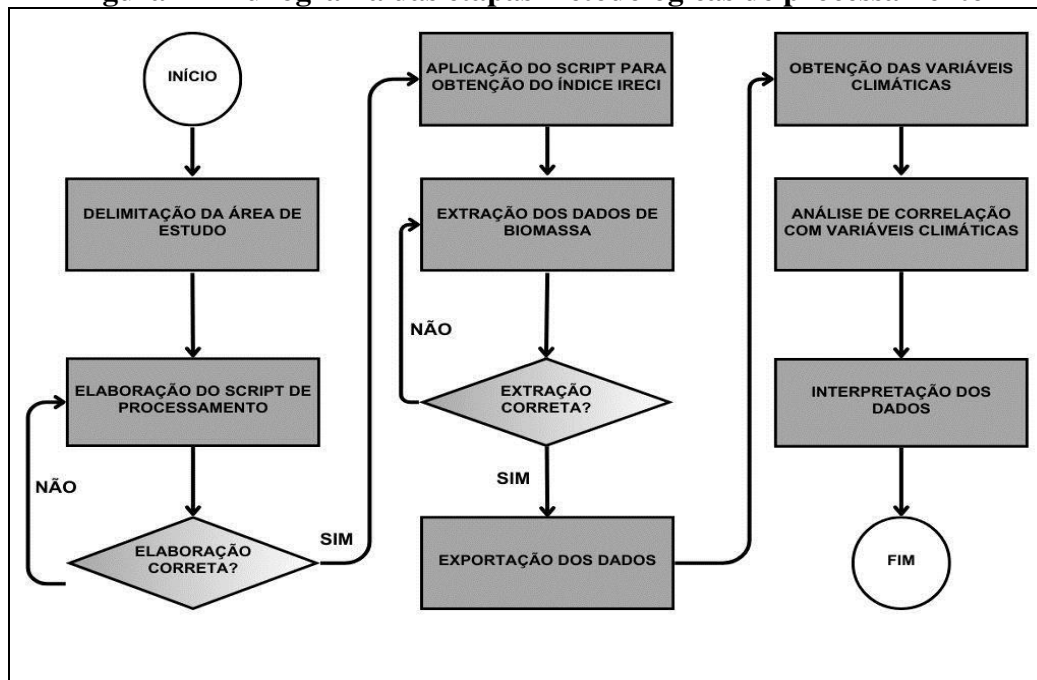 INÍCIO
DELIMITAÇÃO DA ÁREA DE
ESTUDO
ELABORAÇÃO DO SCRIPT DE
PROCESSAMENTO
NÃO
ELABORAÇÃO
CORRETA?
SIM
APLICAÇÃO DO SCRIPT PARA
OBTENÇÃO DO ÍNDICE IRECI
EXTRAÇÃO DOS DADOS DE
BIOMASSA
NÃO
EXTRAÇÃO
CORRETA?
SIM
EXPORTAÇÃO DOS DADOS
OBTENÇÃO DAS VARIÁVEIS
CLIMÁTICAS
ANÁLISE DE CORRELAÇÃO
COM VARIÁVEIS CLIMÁTICAS
INTERPRETAÇÃO DOS
DADOS
FIM